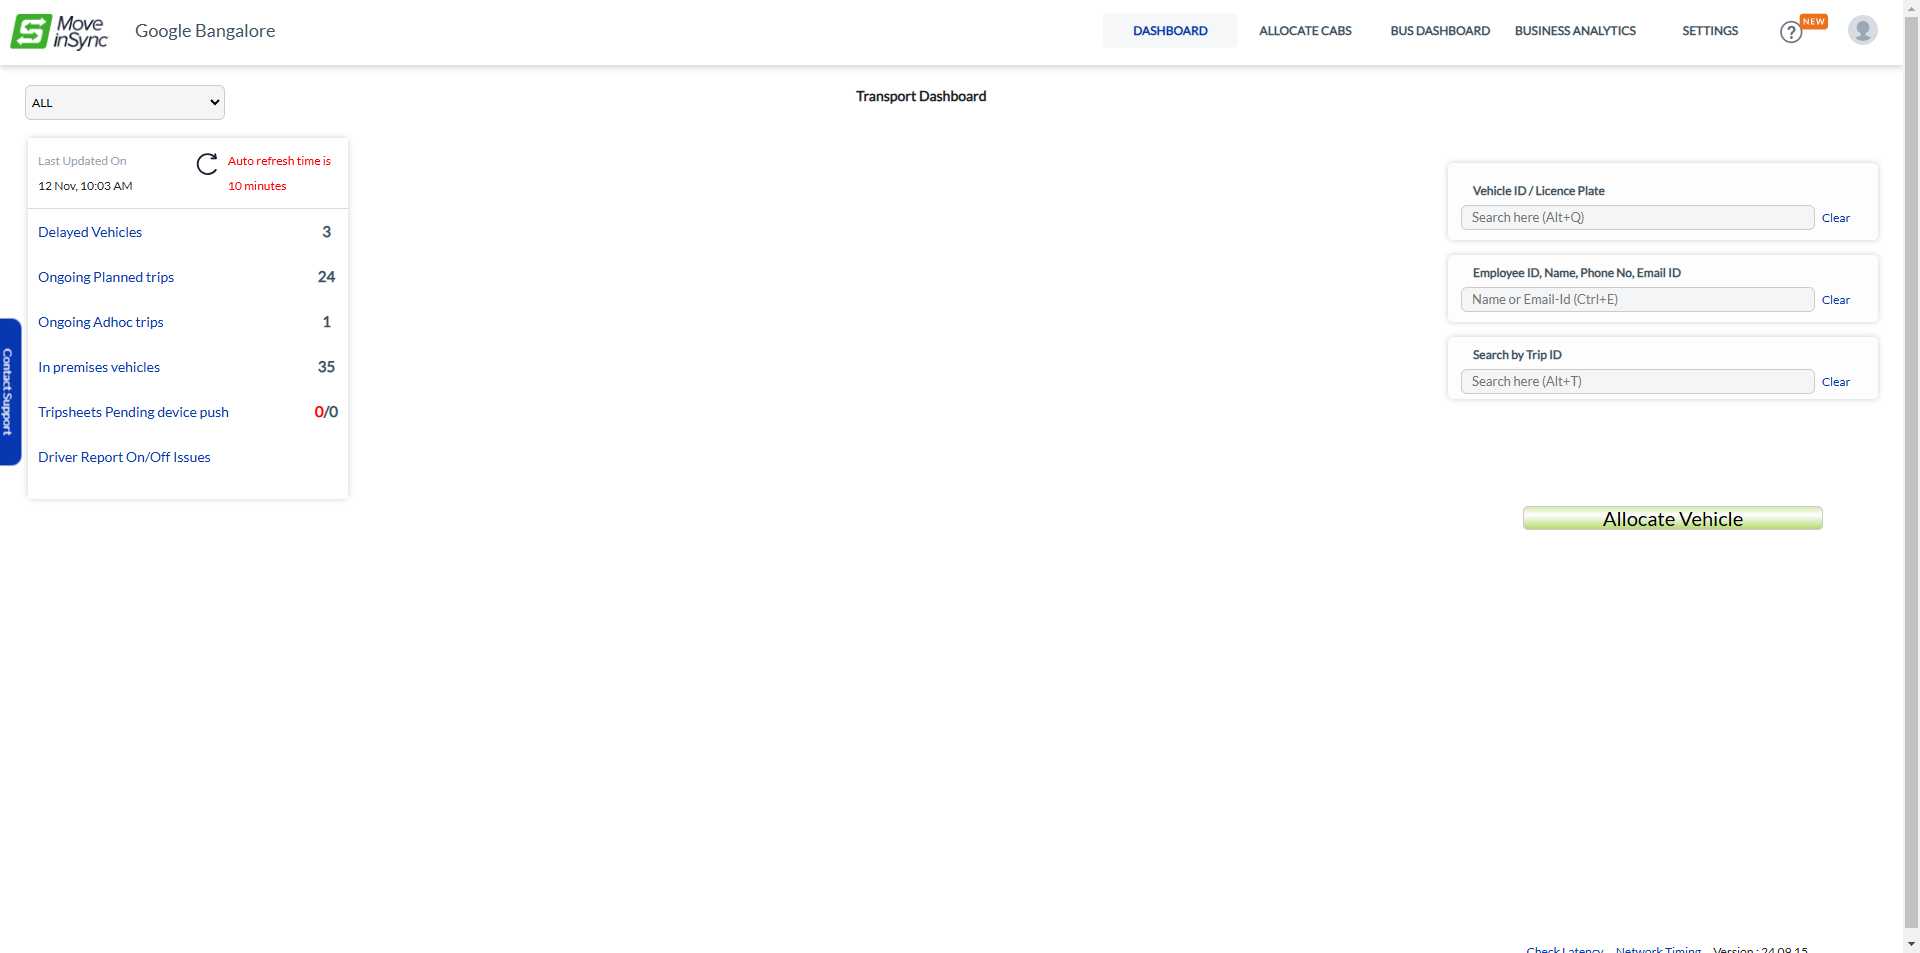 Move
inSync
Google Bangalore
DASHBOARD
ALLOCATE CABS
BUS DASHBOARD
BUSINESS ANALYTICS
SETTINGS
?
NEW
ALL
Transport Dashboard
Last Updated On
12 Nov, 10:03 AM
Auto refresh time is
10 minutes
Delayed Vehicles 3
Ongoing Planned trips 24
Ongoing Adhoc trips 1
In premises vehicles 35
Tripsheets Pending device push 0/0
Driver Report On/Off Issues
Contact Support
Vehicle ID / Licence Plate
Search here (Alt+Q) Clear
Employee ID, Name, Phone No, Email ID
Name or Email-Id (Ctrl+E) Clear
Search by Trip ID
Search here (Alt+T) Clear
Allocate Vehicle
Check Latency Network Timing Version : 24.09.15